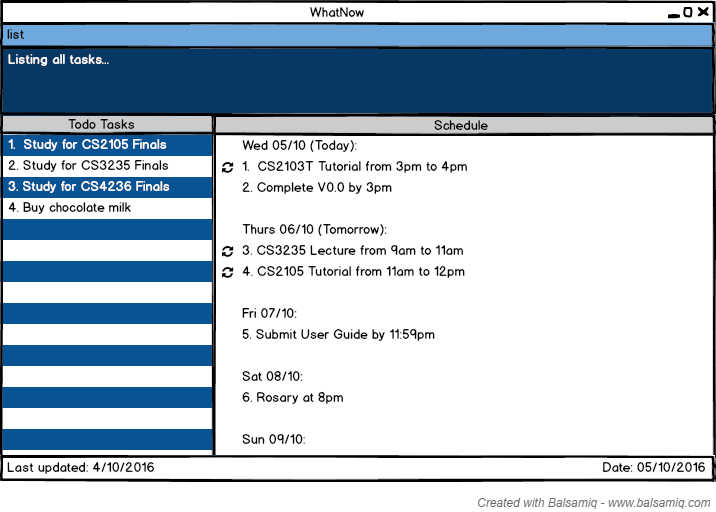 WhatNow
list
Listing all tasks...
Todo Tasks
1. Study for CS2105 Finals
2. Study for CS3235 Finals
3. Study for CS4236 Finals
4. Buy chocolate milk
Schedule
Wed 05/10 (Today):
1. CS2103T Tutorial from 3pm to 4pm
2. Complete V0.0 by 3pm
Thurs 06/10 (Tomorrow):
3. CS3235 Lecture from 9am to 11am
4. CS2105 Tutorial from 11am to 12pm
Fri 07/10:
5. Submit User Guide by 11:59pm
Sat 08/10:
6. Rosary at 8pm
Sun 09/10:
Last updated: 4/10/2016
Date: 05/10/2016
Created with Balsamiq - www.balsamiq.com